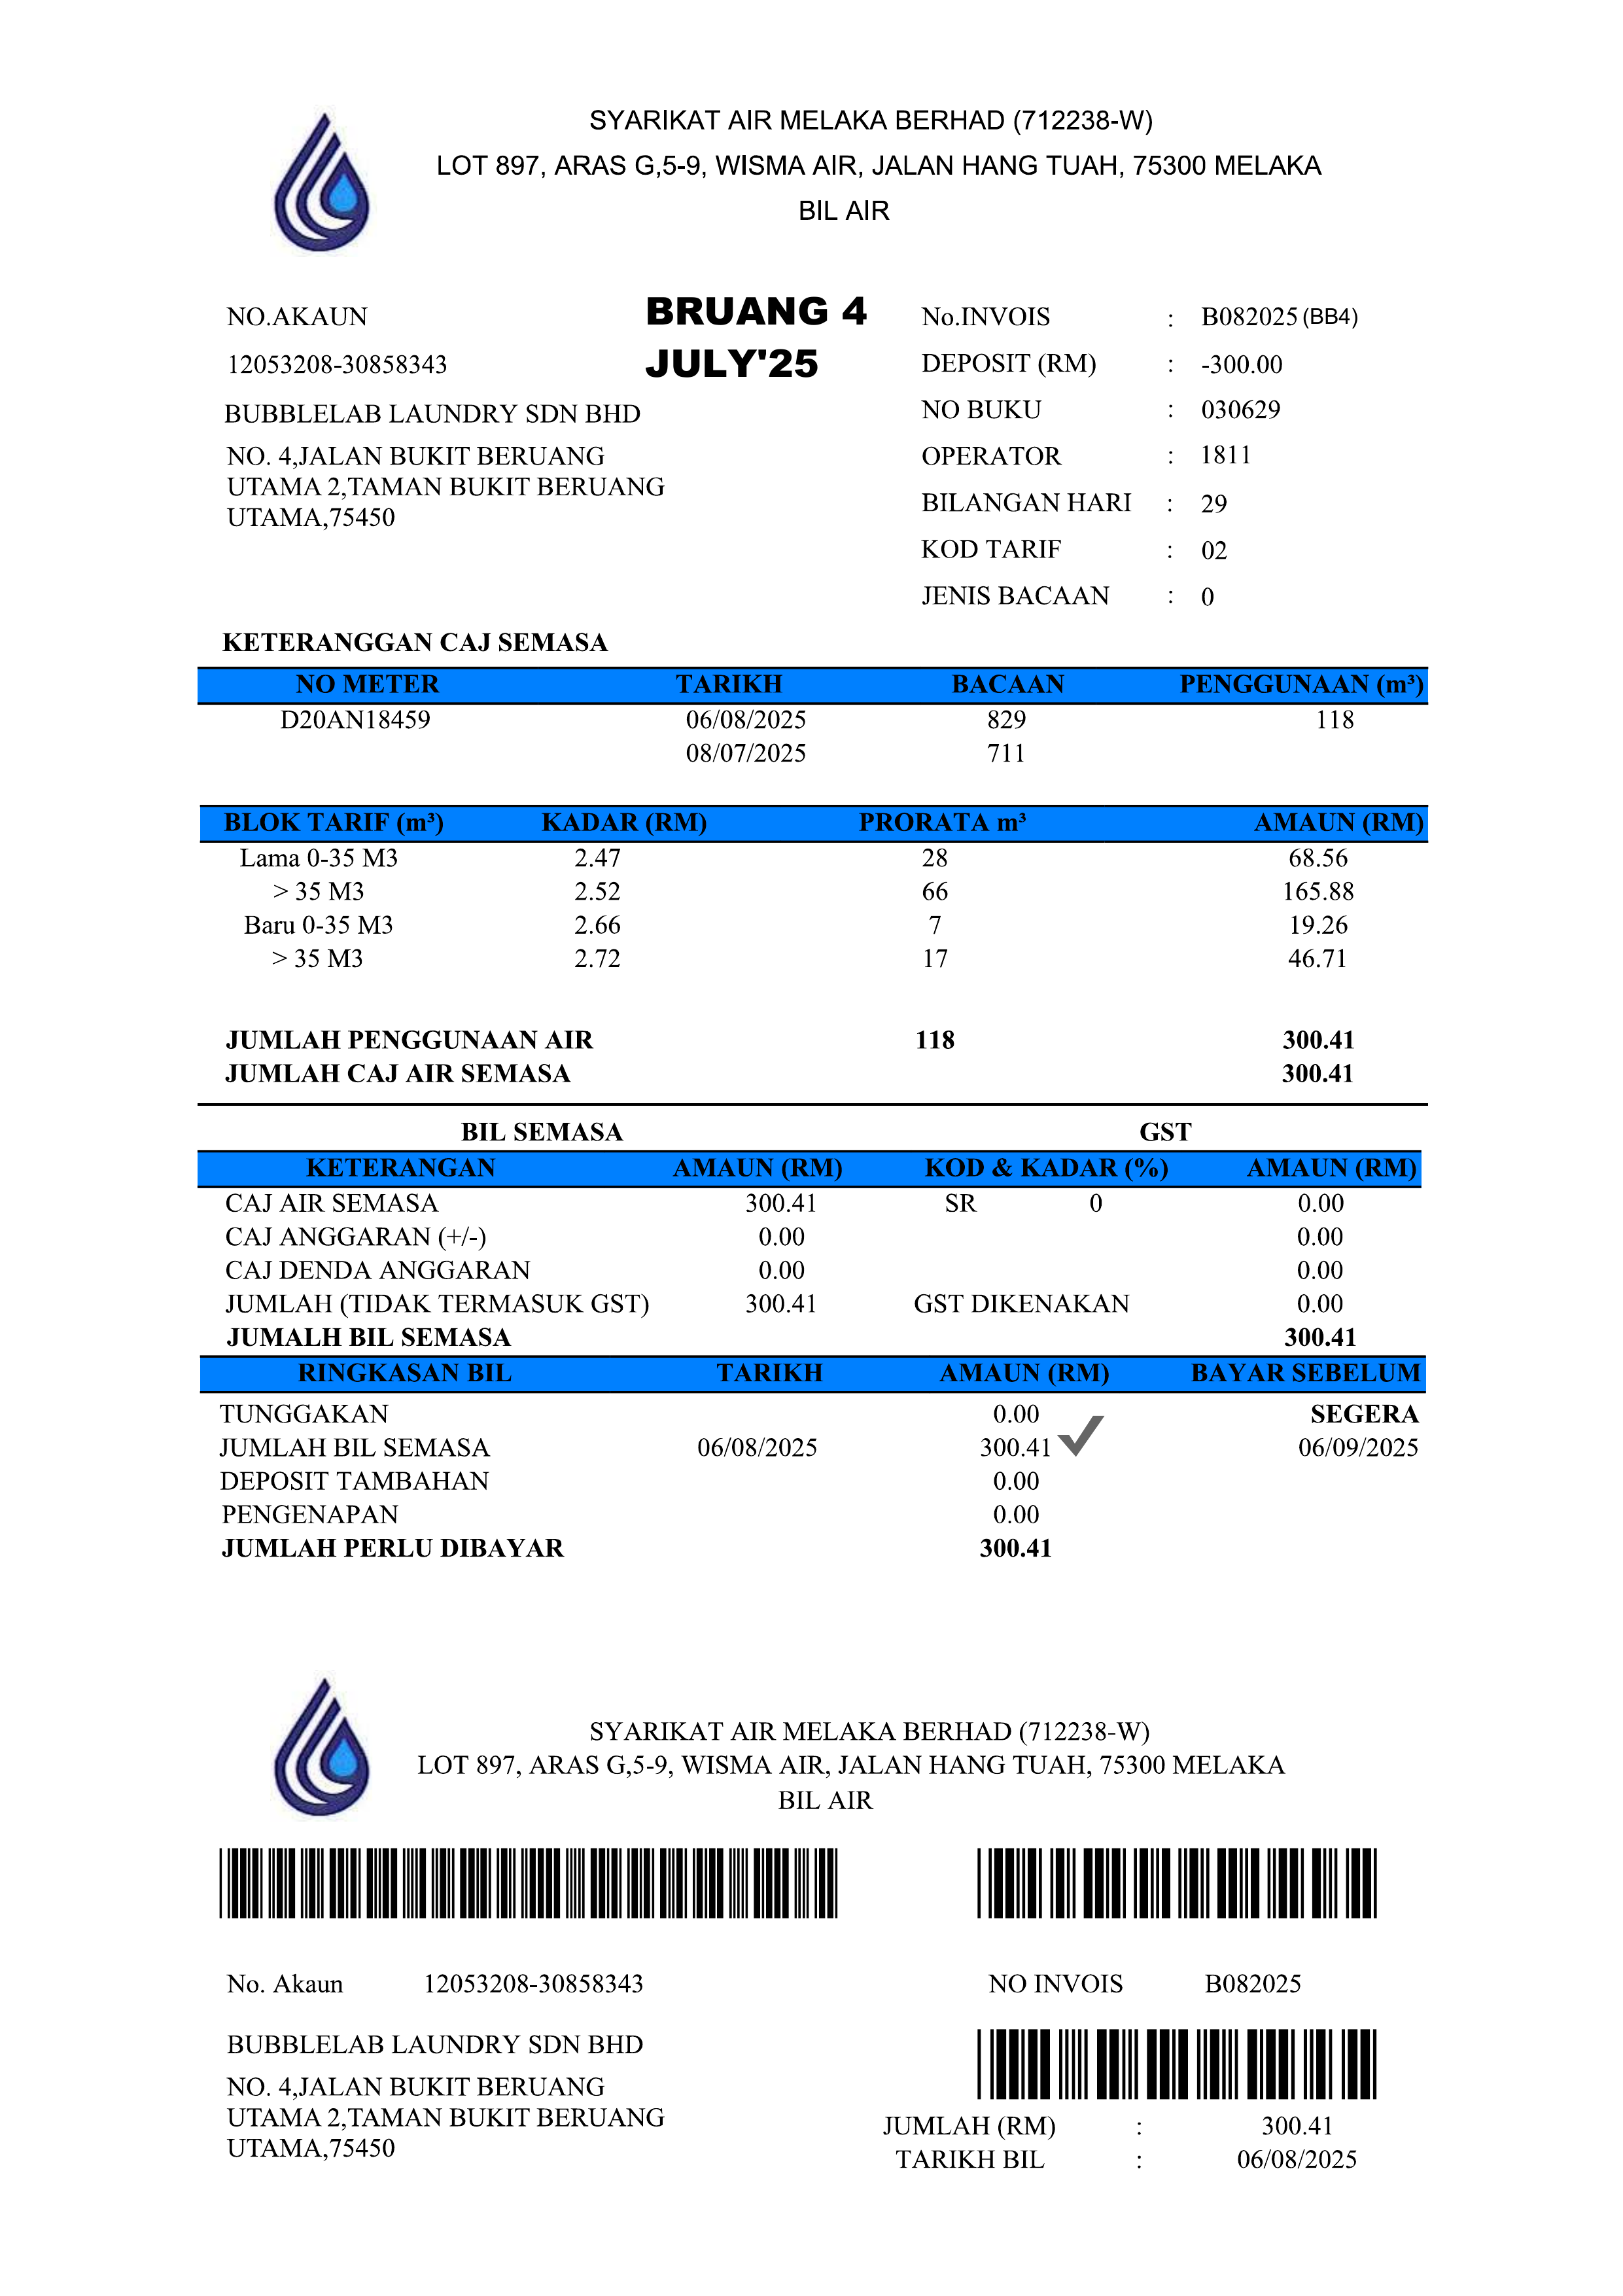 SYARIKAT AIR MELAKA BERHAD (712238-W)
LOT 897, ARAS G,5-9, WISMA AIR, JALAN HANG TUAH, 75300 MELAKA
BIL AIR
NO.AKAUN
12053208-30858343
BUBBLELAB LAUNDRY SDN BHD
NO. 4,JALAN BUKIT BERUANG
UTAMA 2,TAMAN BUKIT BERUANG
UTAMA,75450
BRUANG 4
JULY'25
No.INVOIS : B082025 (BB4)
DEPOSIT (RM) : -300.00
NO BUKU : 030629
OPERATOR : 1811
BILANGAN HARI : 29
KOD TARIF : 02
JENIS BACAAN : 0
KETERANGGAN CAJ SEMASA
NO METER TARIKH BACAAN PENGGUNAAN (m³)
D20AN18459 06/08/2025 829 118
08/07/2025 711
BLOK TARIF (m³) KADAR (RM) PRORATA m³ AMAUN (RM)
Lama 0-35 M3 2.47 28 68.56
> 35 M3 2.52 66 165.88
Baru 0-35 M3 2.66 7 19.26
> 35 M3 2.72 17 46.71
JUMLAH PENGGUNAAN AIR 118 300.41
JUMLAH CAJ AIR SEMASA 300.41
BIL SEMASA GST
KETERANGAN AMAUN (RM) KOD & KADAR (%) AMAUN (RM)
CAJ AIR SEMASA 300.41 SR 0 0.00
CAJ ANGGARAN (+/-) 0.00 0.00
CAJ DENDA ANGGARAN 0.00 0.00
JUMLAH (TIDAK TERMASUK GST) 300.41 GST DIKENAKAN 0.00
JUMALH BIL SEMASA 300.41
RINGKASAN BIL TARIKH AMAUN (RM) BAYAR SEBELUM
TUNGGAKAN 0.00 SEGERA
JUMLAH BIL SEMASA 06/08/2025 300.41 06/09/2025
DEPOSIT TAMBAHAN 0.00
PENGENAPAN 0.00
JUMLAH PERLU DIBAYAR 300.41
SYARIKAT AIR MELAKA BERHAD (712238-W)
LOT 897, ARAS G,5-9, WISMA AIR, JALAN HANG TUAH, 75300 MELAKA
BIL AIR
No. Akaun 12053208-30858343
NO INVOIS B082025
BUBBLELAB LAUNDRY SDN BHD
NO. 4,JALAN BUKIT BERUANG
UTAMA 2,TAMAN BUKIT BERUANG
UTAMA,75450
JUMLAH (RM) : 300.41
TARIKH BIL : 06/08/2025